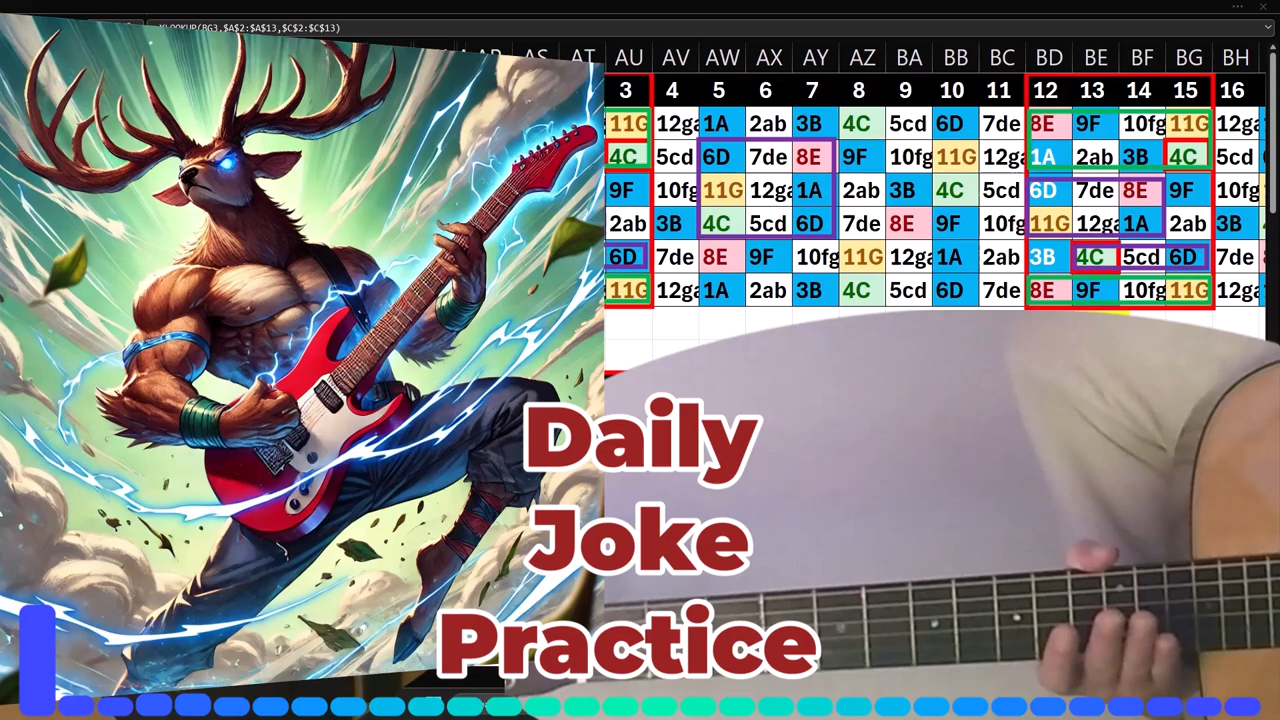 XLOOKUP(BG3,$A$2:$A$13,$C$2:$C$13)
AS AT AU AV AW AX AY AZ BA BB BC BD BE BF BG BH
3 4 5 6 7 8 9 10 11 12 13 14 15 16
11G 12ga 1A 2ab 3B 4C 5cd 6D 7de 8E 9F 10fg 11G 12ga
4C 5cd 6D 7de 8E 9F 10fg 11G 12ga 1A 2ab 3B 4C 5cd
9F 10fg 11G 12ga 1A 2ab 3B 4C 5cd 6D 7de 8E 9F 10fg
2ab 3B 4C 5cd 6D 7de 8E 9F 10fg 11G 12ga 1A 2ab 3B
6D 7de 8E 9F 10fg 11G 12ga 1A 2ab 3B 4C 5cd 6D 7de
11G 12ga 1A 2ab 3B 4C 5cd 6D 7de 8E 9F 10fg 11G 12ga
Daily
Joke
Practice